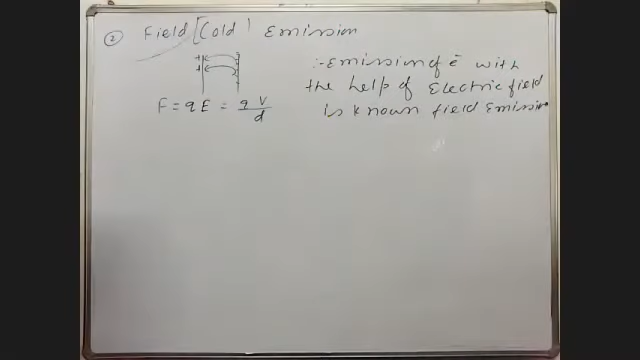 ② Field [Cold] Emission
:- Emission of e⁻ with
the help of Electric field
is known field Emission
+
+
F = qE = q V/d